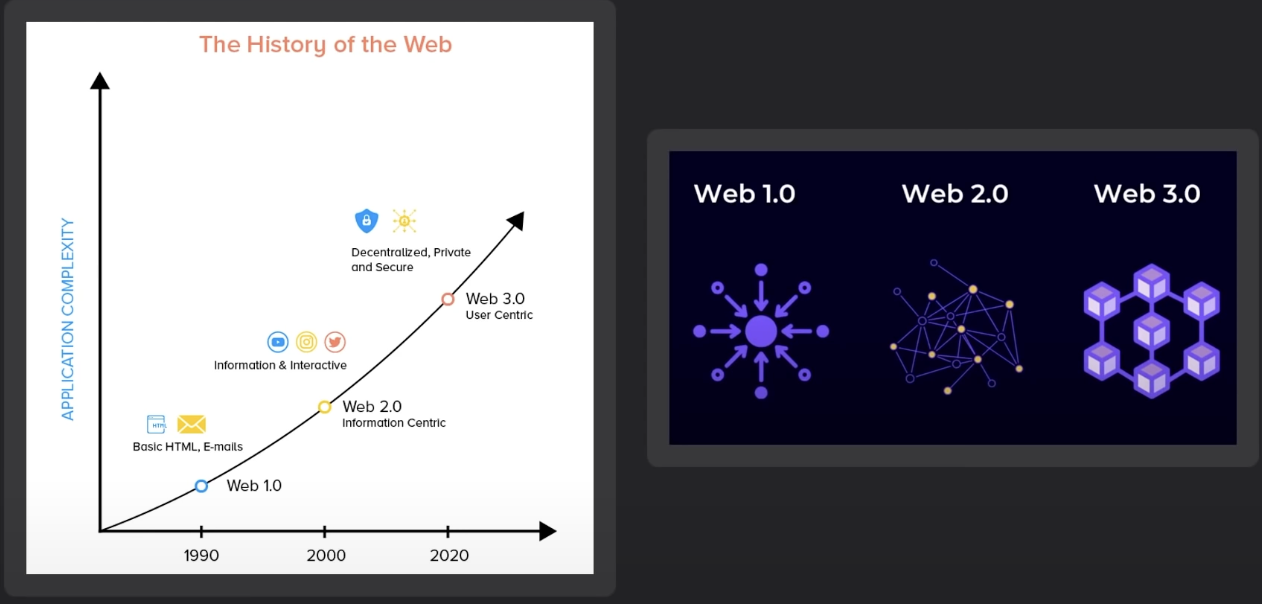 The History of the Web
APPLICATION COMPLEXITY
Decentralized, Private
and Secure
Web 3.0
User Centric
Information & Interactive
Web 2.0
Information Centric
HTML
Basic HTML, E-mails
Web 1.0
1990
2000
2020
Web 1.0
Web 2.0
Web 3.0